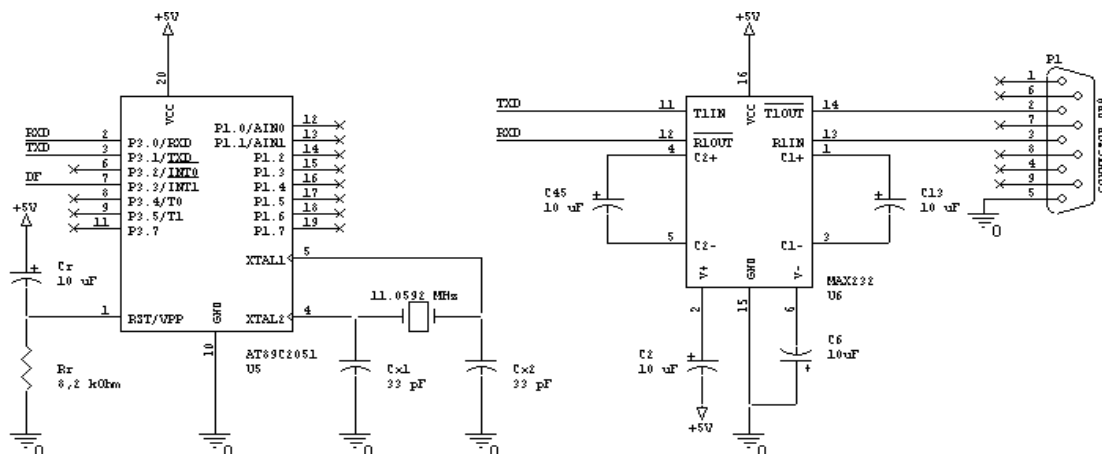 +5V
20
VCC
RXD
2
P3.0/RXD
TXD
3
P3.1/TXD
6
P3.2/INT0
DF
7
P3.3/INT1
8
P3.4/T0
9
P3.5/T1
11
P3.7
P1.0/AIN0
12
P1.1/AIN1
13
P1.2
14
P1.3
15
P1.4
16
P1.5
17
P1.6
18
P1.7
19
XTAL1
5
XTAL2
4
+5V
Cr
10 uF
1
RST/VPP
GND
10
AT89C2051
U5
Rr
8,2 kOhm
11.0592 MHz
Cx1
33 pF
Cx2
33 pF
0
0
0
0
+5V
16
VCC
TXD
11
T1IN
T1OUT
14
RXD
12
R1OUT
R1IN
13
4
C2+
C1+
1
C45
10 uF
C13
10 uF
5
C2-
C1-
3
V+
GND
V-
MAX232
U6
2
15
6
C2
10 uF
C6
10uF
+5V
0
P1
1
6
2
7
3
8
4
9
5
CONNECTOR DB9
0